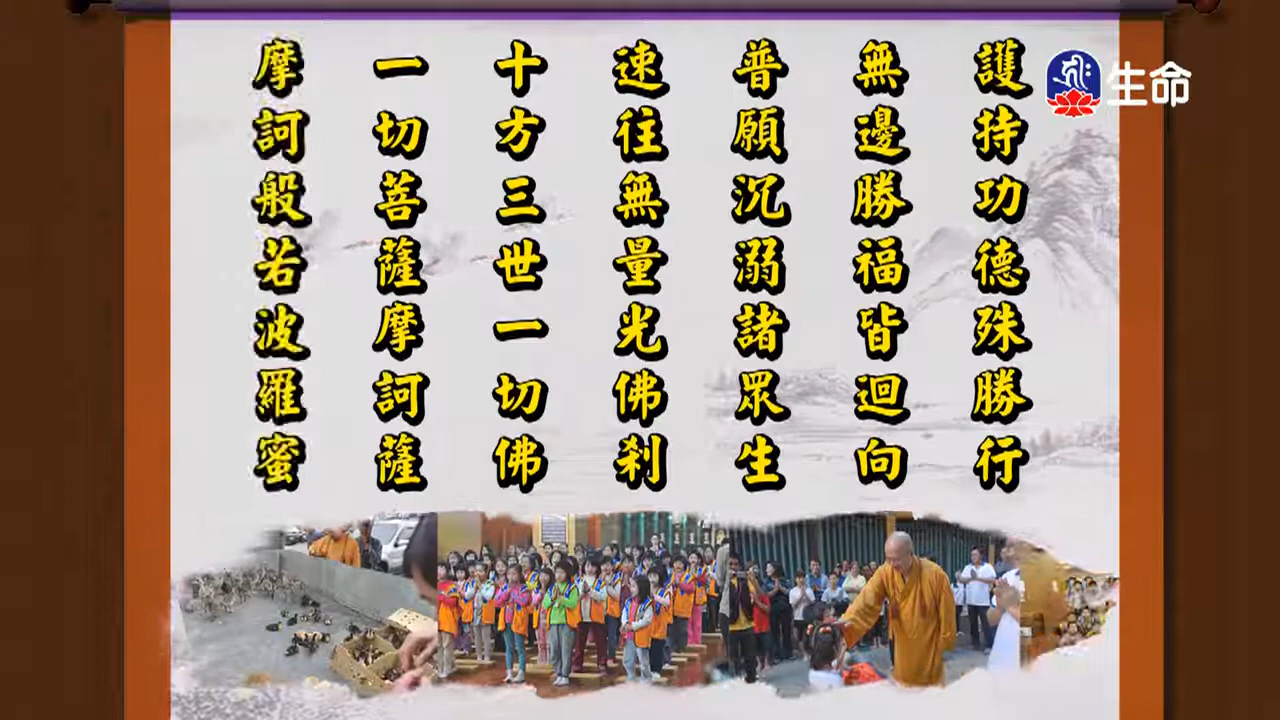 護持功德殊勝行
無邊勝福皆迴向
普願沉溺諸眾生
速往無量光佛剎
十方三世一切佛
一切菩薩摩訶薩
摩訶般若波羅蜜
生命